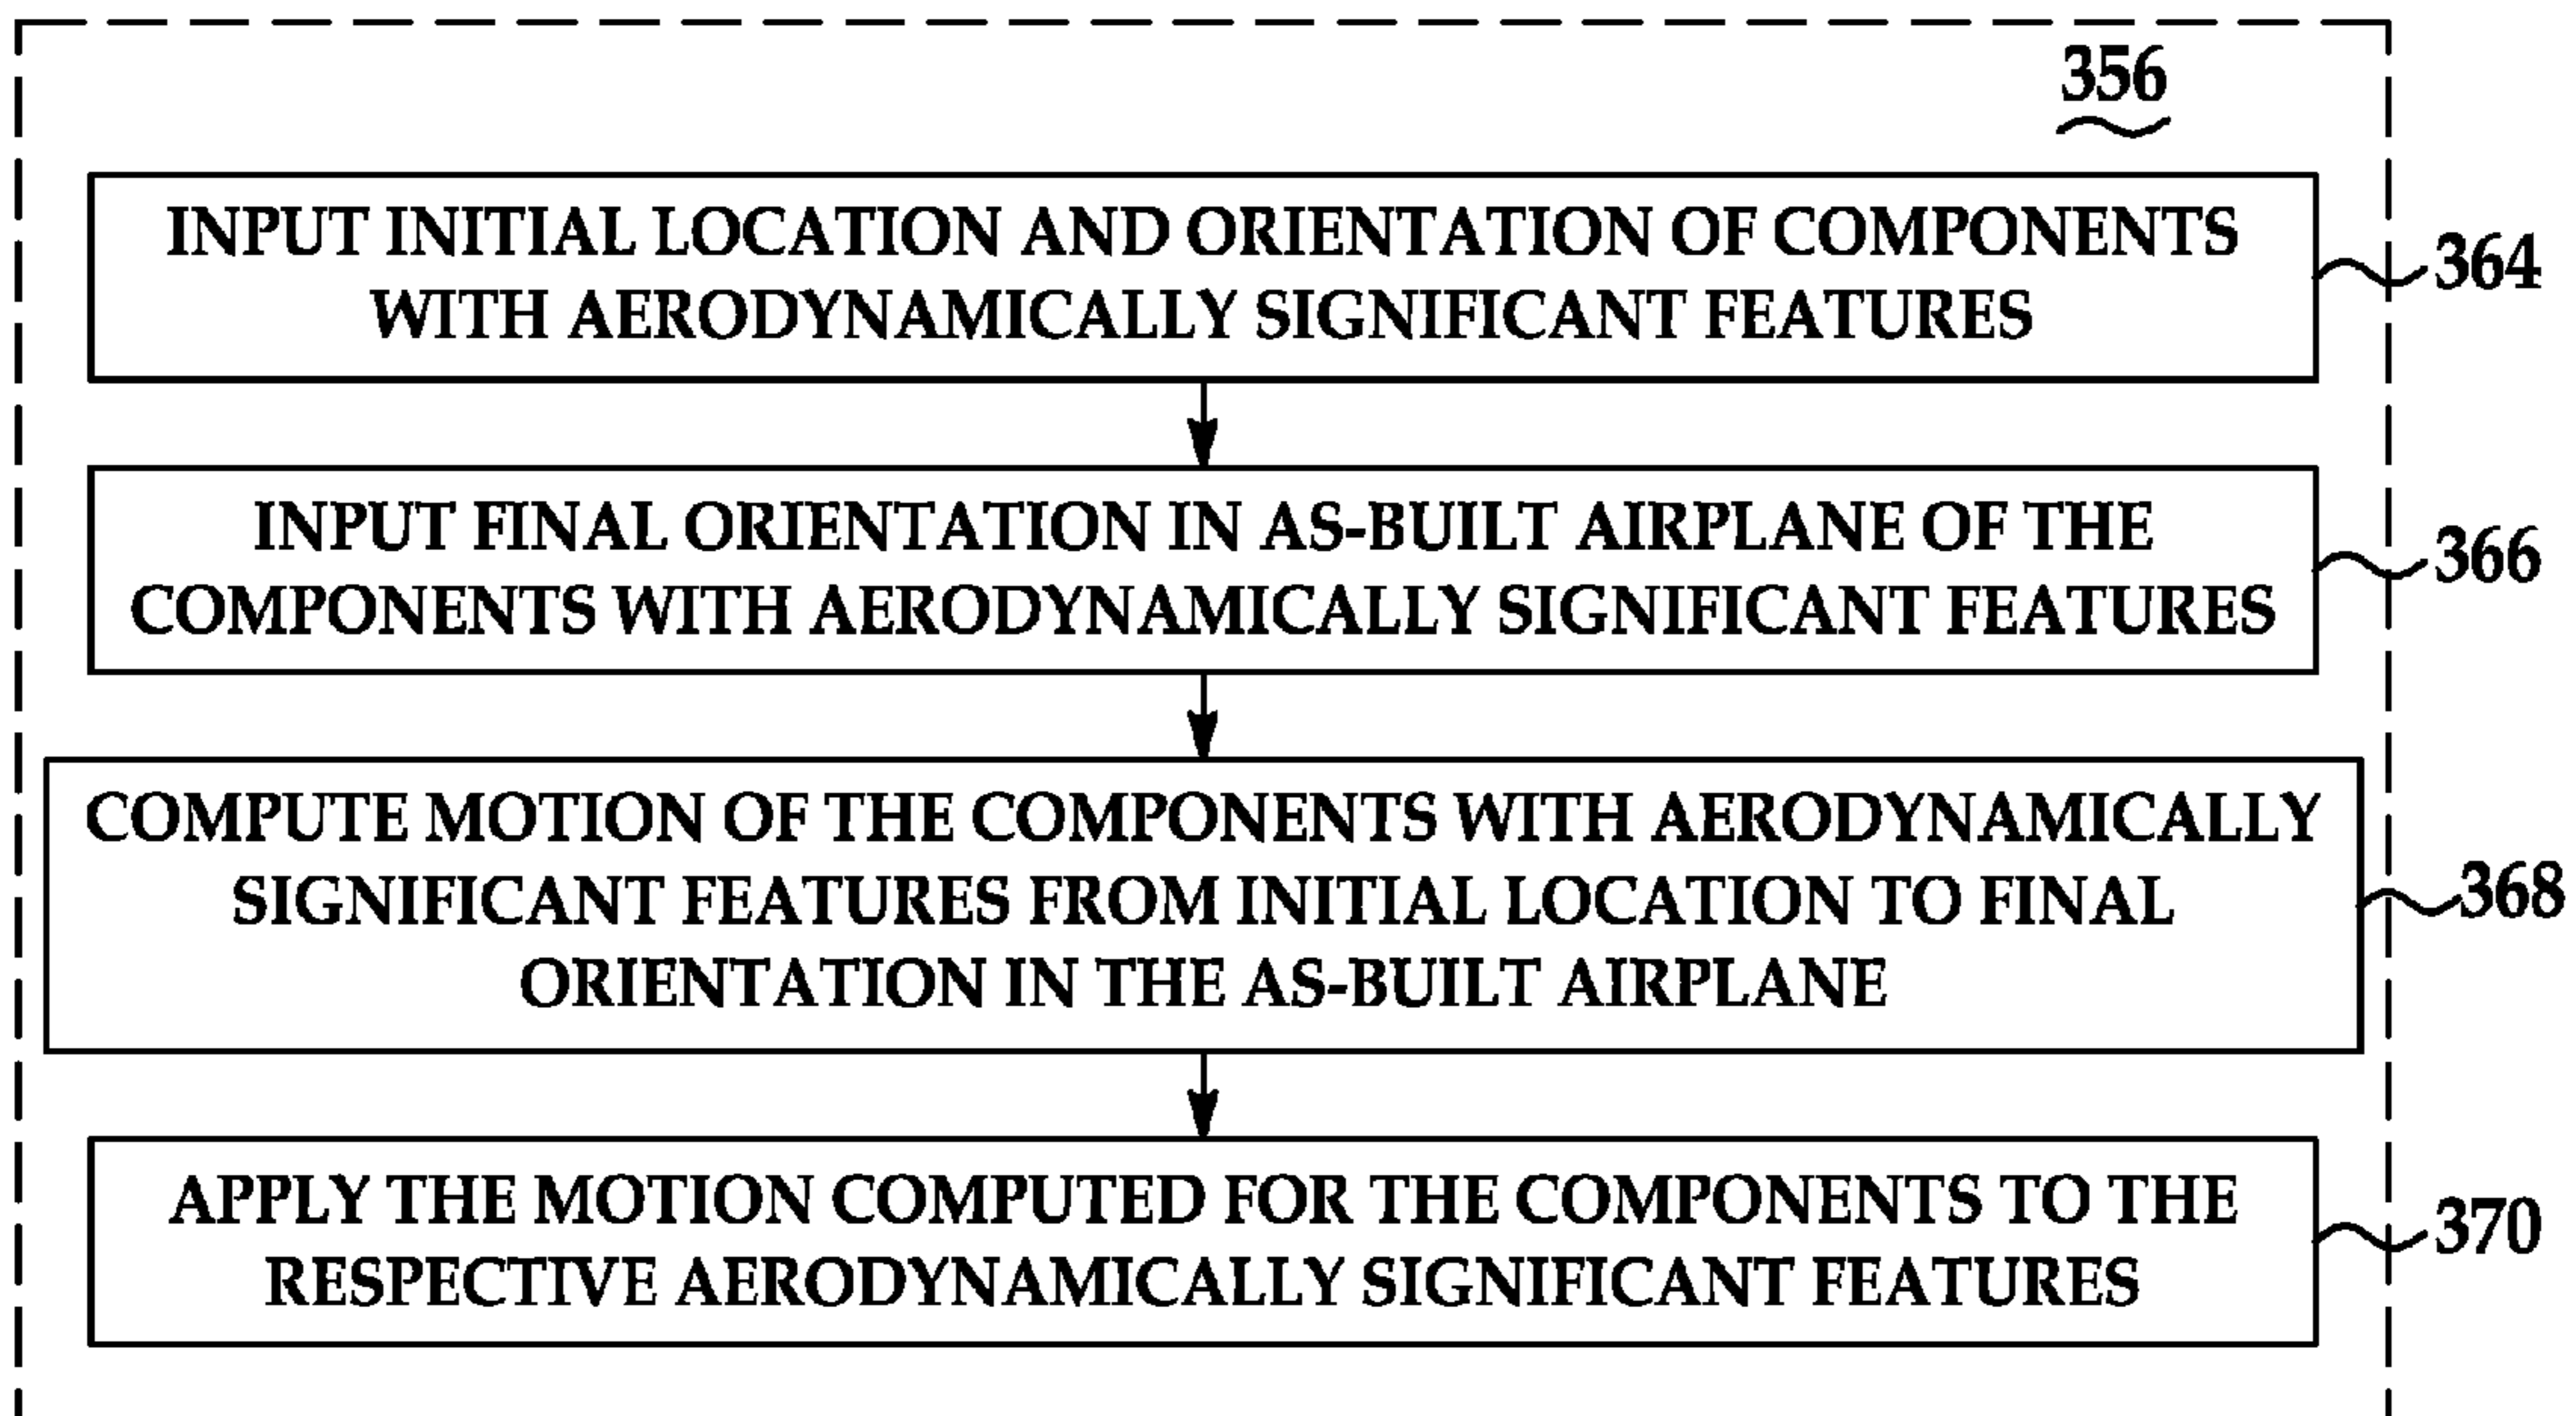 356
INPUT INITIAL LOCATION AND ORIENTATION OF COMPONENTS
WITH AERODYNAMICALLY SIGNIFICANT FEATURES
364
INPUT FINAL ORIENTATION IN AS-BUILT AIRPLANE OF THE
COMPONENTS WITH AERODYNAMICALLY SIGNIFICANT FEATURES
366
COMPUTE MOTION OF THE COMPONENTS WITH AERODYNAMICALLY
SIGNIFICANT FEATURES FROM INITIAL LOCATION TO FINAL
ORIENTATION IN THE AS-BUILT AIRPLANE
368
APPLY THE MOTION COMPUTED FOR THE COMPONENTS TO THE
RESPECTIVE AERODYNAMICALLY SIGNIFICANT FEATURES
370